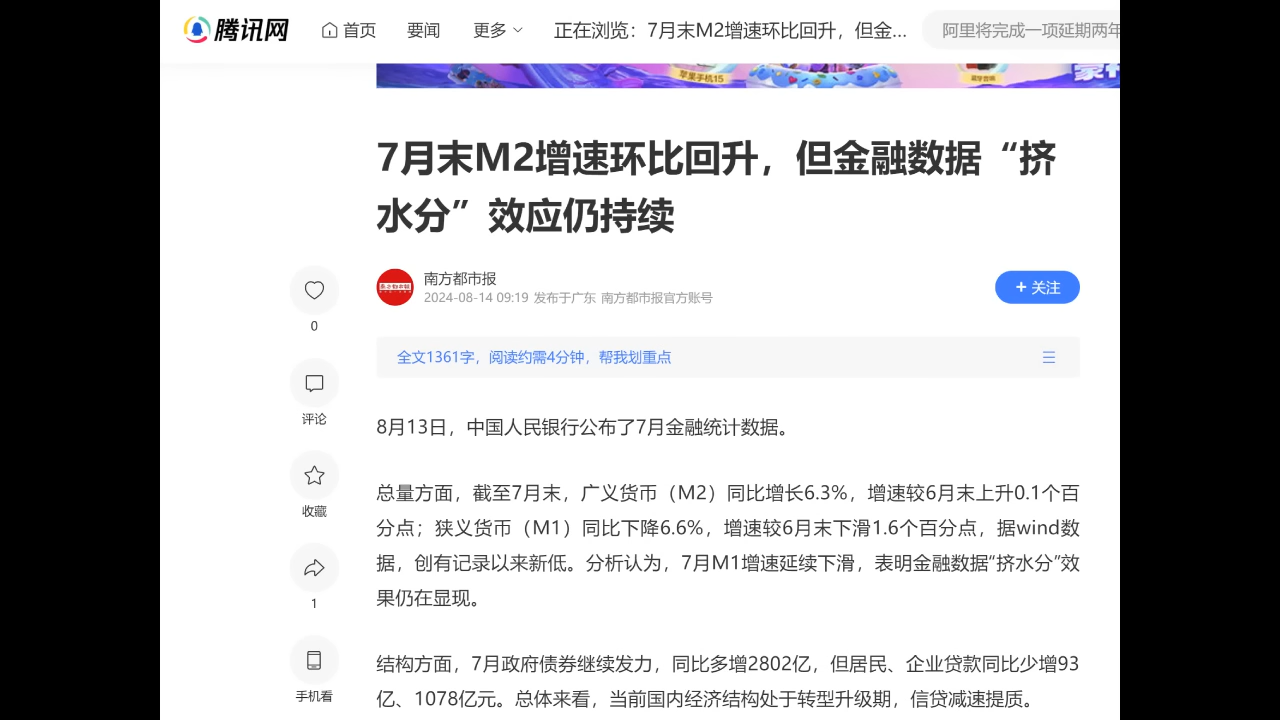 腾讯网 首页 要闻 更多 正在浏览：7月末M2增速环比回升，但金... 阿里将完成一项延期两年
苹果手机15
7月末M2增速环比回升，但金融数据“挤
水分”效应仍持续
南方都市报
2024-08-14 09:19 发布于广东 南方都市报官方账号
+ 关注
0
全文1361字，阅读约需4分钟，帮我划重点
评论
8月13日，中国人民银行公布了7月金融统计数据。
收藏
总量方面，截至7月末，广义货币（M2）同比增长6.3%，增速较6月末上升0.1个百
分点；狭义货币（M1）同比下降6.6%，增速较6月末下滑1.6个百分点，据wind数
据，创有记录以来新低。分析认为，7月M1增速延续下滑，表明金融数据“挤水分”效
果仍在显现。
1
结构方面，7月政府债券继续发力，同比多增2802亿，但居民、企业贷款同比少增93
亿、1078亿元。总体来看，当前国内经济结构处于转型升级期，信贷减速提质。
手机看